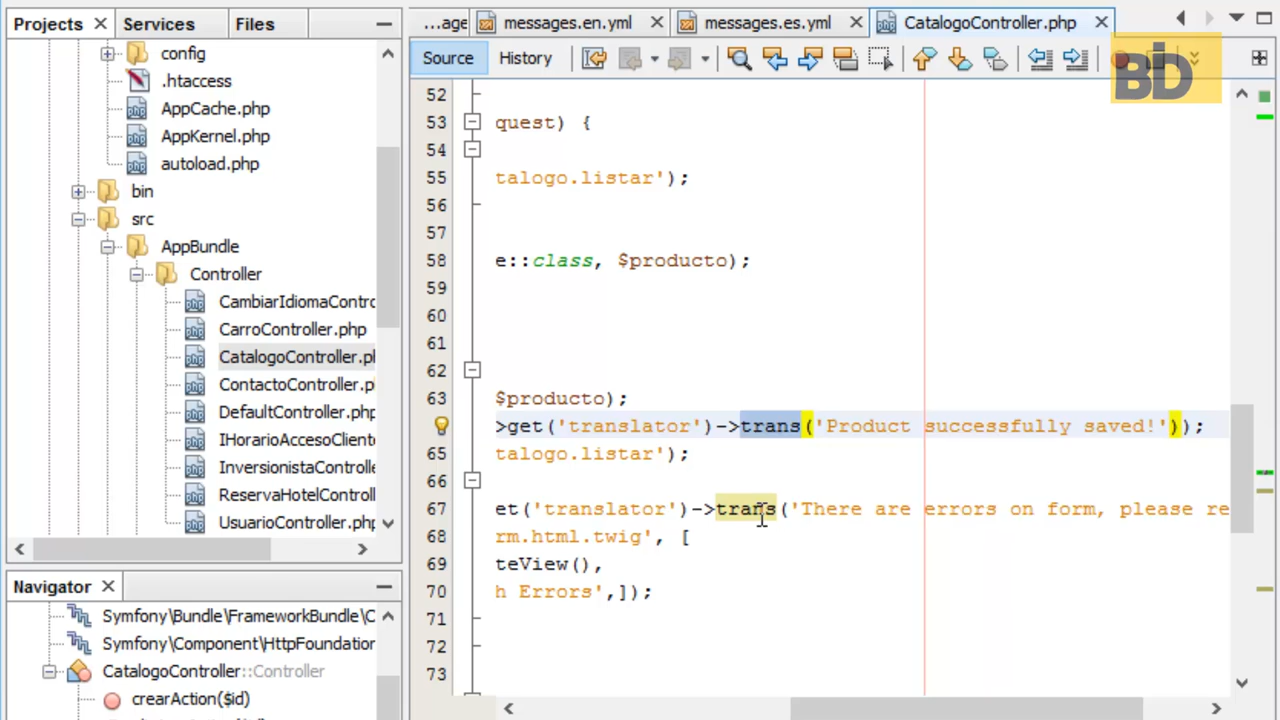 Projects
Services
Files
...age
messages.en.yml
messages.es.yml
CatalogoController.php
Source
History
BD
config
.htaccess
AppCache.php
AppKernel.php
autoload.php
bin
src
AppBundle
Controller
CambiarIdiomaContro
CarroController.php
CatalogoController.ph
ContactoController.p
DefaultController.php
IHorarioAccesoCliente
InversionistaControlle
ReservaHotelControll
UsuarioController.php
52
53 quest) {
54
55 talogo.listar');
56
57
58 e::class, $producto);
59
60
61
62
63 $producto);
>get('translator')->trans('Product successfully saved!'));
65 talogo.listar');
66
67 et('translator')->trans('There are errors on form, please re
68 rm.html.twig', [
69 teView(),
70 h Errors',]);
71
72
73
Navigator
Symfony\Bundle\FrameworkBundle\C
Symfony\Component\HttpFoundation
CatalogoController::Controller
crearAction($id)